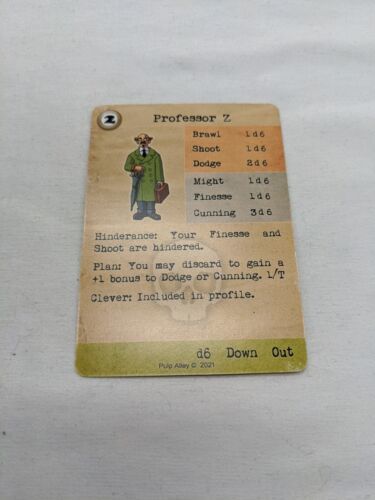 2
Professor Z
Brawl 1d6
Shoot 1d6
Dodge 2d6
Might 1d6
Finesse 1d6
Cunning 3d6
Hinderance: Your Finesse and
Shoot are hindered.
Plan: You may discard to gain a
+1 bonus to Dodge or Cunning. 1/T
Clever: Included in profile.
d6 Down Out
Pulp Alley © 2021